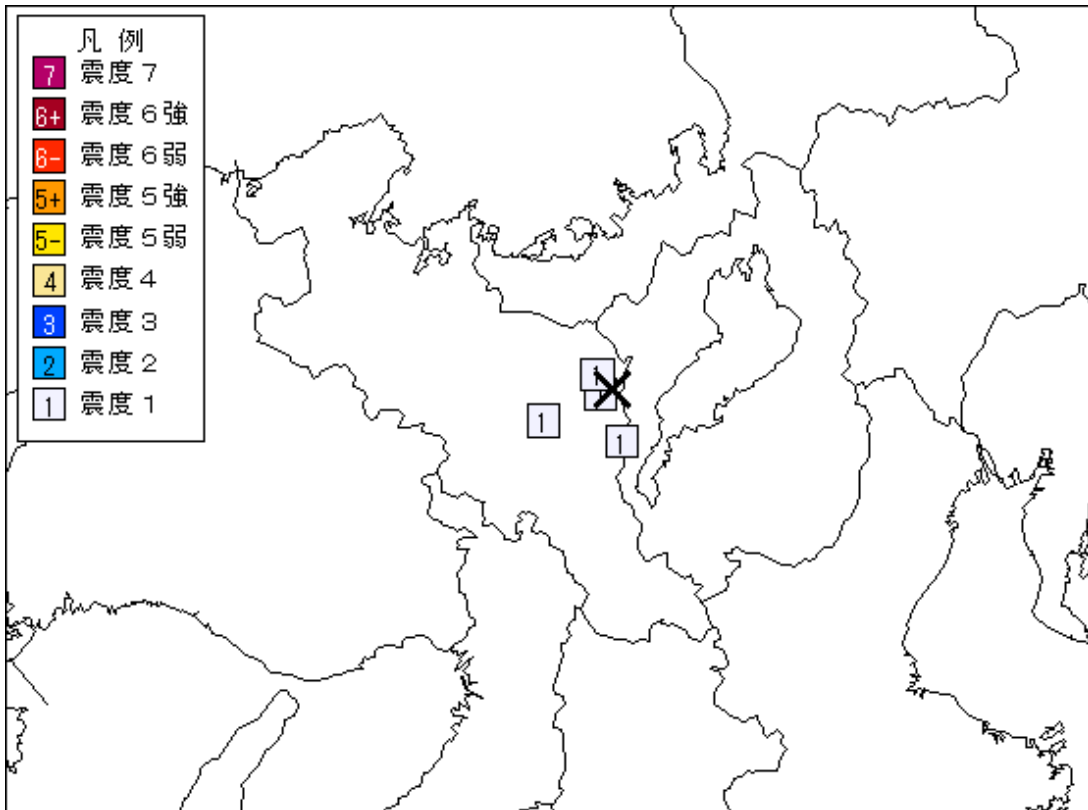 凡 例
7 震度７
6+ 震度６強
6- 震度６弱
5+ 震度５強
5- 震度５弱
4 震度４
3 震度３
2 震度２
1 震度１
1
1
1